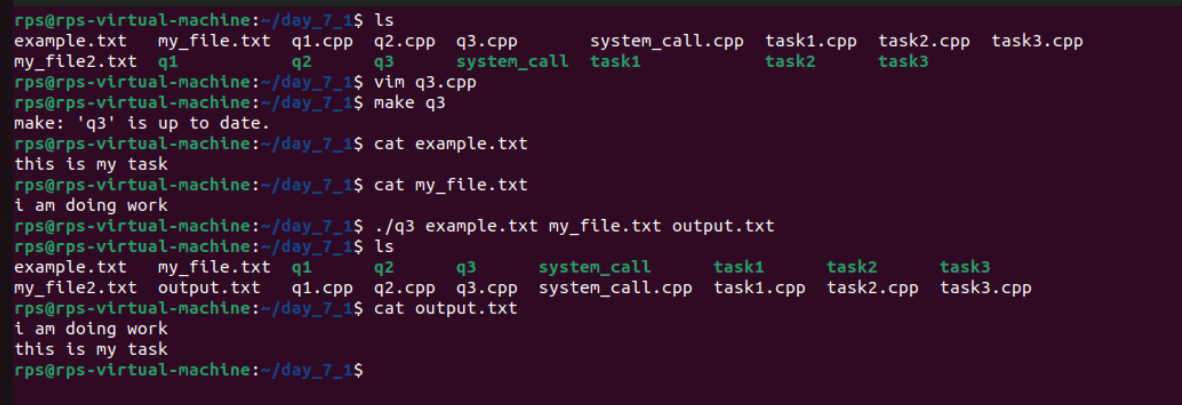 rps@rps-virtual-machine:~/day_7_1$ ls
example.txt   my_file.txt  q1.cpp  q2.cpp  q3.cpp       system_call.cpp  task1.cpp  task2.cpp  task3.cpp
my_file2.txt  q1           q2      q3      system_call  task1            task2      task3
rps@rps-virtual-machine:~/day_7_1$ vim q3.cpp
rps@rps-virtual-machine:~/day_7_1$ make q3
make: 'q3' is up to date.
rps@rps-virtual-machine:~/day_7_1$ cat example.txt
this is my task
rps@rps-virtual-machine:~/day_7_1$ cat my_file.txt
i am doing work
rps@rps-virtual-machine:~/day_7_1$ ./q3 example.txt my_file.txt output.txt
rps@rps-virtual-machine:~/day_7_1$ ls
example.txt   my_file.txt  q1      q2      q3      system_call      task1      task2      task3
my_file2.txt  output.txt   q1.cpp  q2.cpp  q3.cpp  system_call.cpp  task1.cpp  task2.cpp  task3.cpp
rps@rps-virtual-machine:~/day_7_1$ cat output.txt
i am doing work
this is my task
rps@rps-virtual-machine:~/day_7_1$